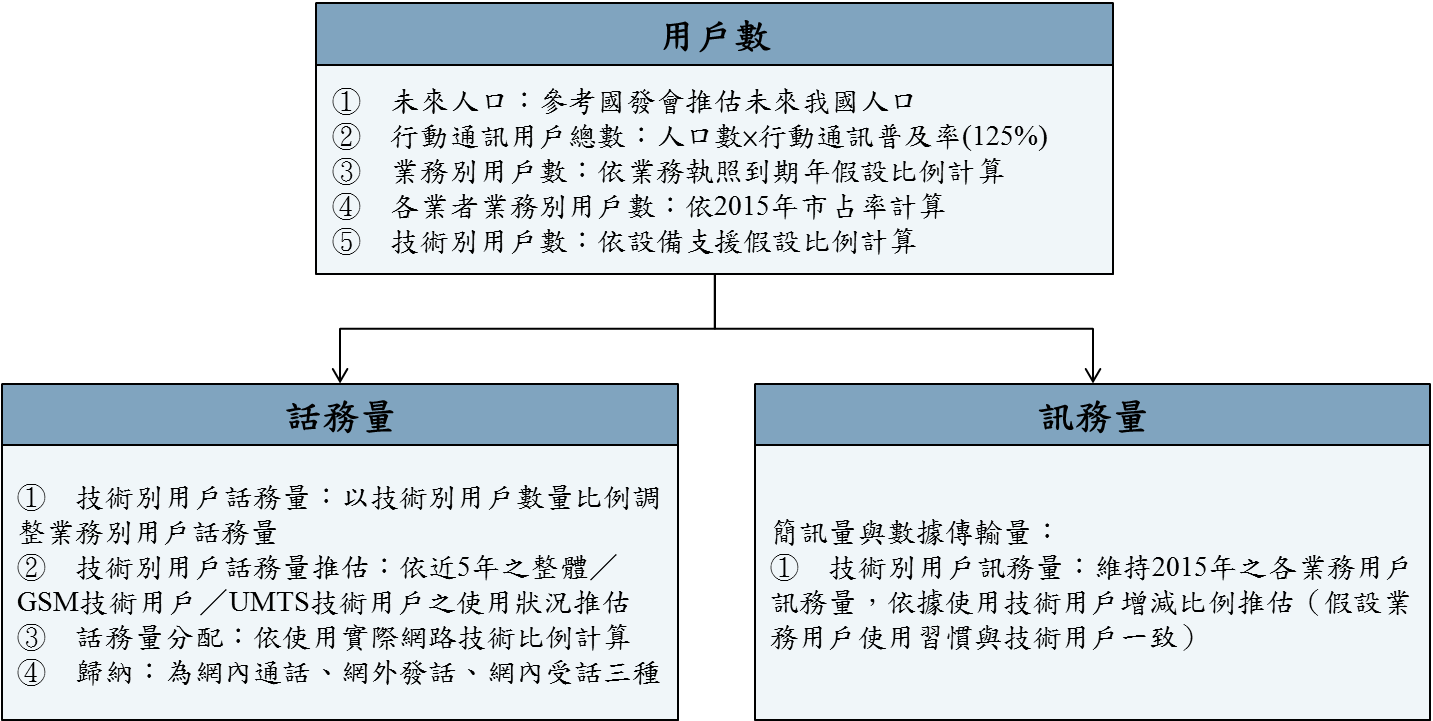 用戶數
① 未來人口：參考國發會推估未來我國人口
② 行動通訊用戶總數：人口數×行動通訊普及率(125%)
③ 業務別用戶數：依業務執照到期年假設比例計算
④ 各業者業務別用戶數：依2015年市占率計算
⑤ 技術別用戶數：依設備支援假設比例計算
話務量
① 技術別用戶話務量：以技術別用戶數量比例調
整業務別用戶話務量
② 技術別用戶話務量推估：依近5年之整體／
GSM技術用戶／UMTS技術用戶之使用狀況推估
③ 話務量分配：依使用實際網路技術比例計算
④ 歸納：為網內通話、網外發話、網內受話三種
訊務量
簡訊量與數據傳輸量：
① 技術別用戶訊務量：維持2015年之各業務用戶
訊務量，依據使用技術用戶增減比例推估（假設業
務用戶使用習慣與技術用戶一致）